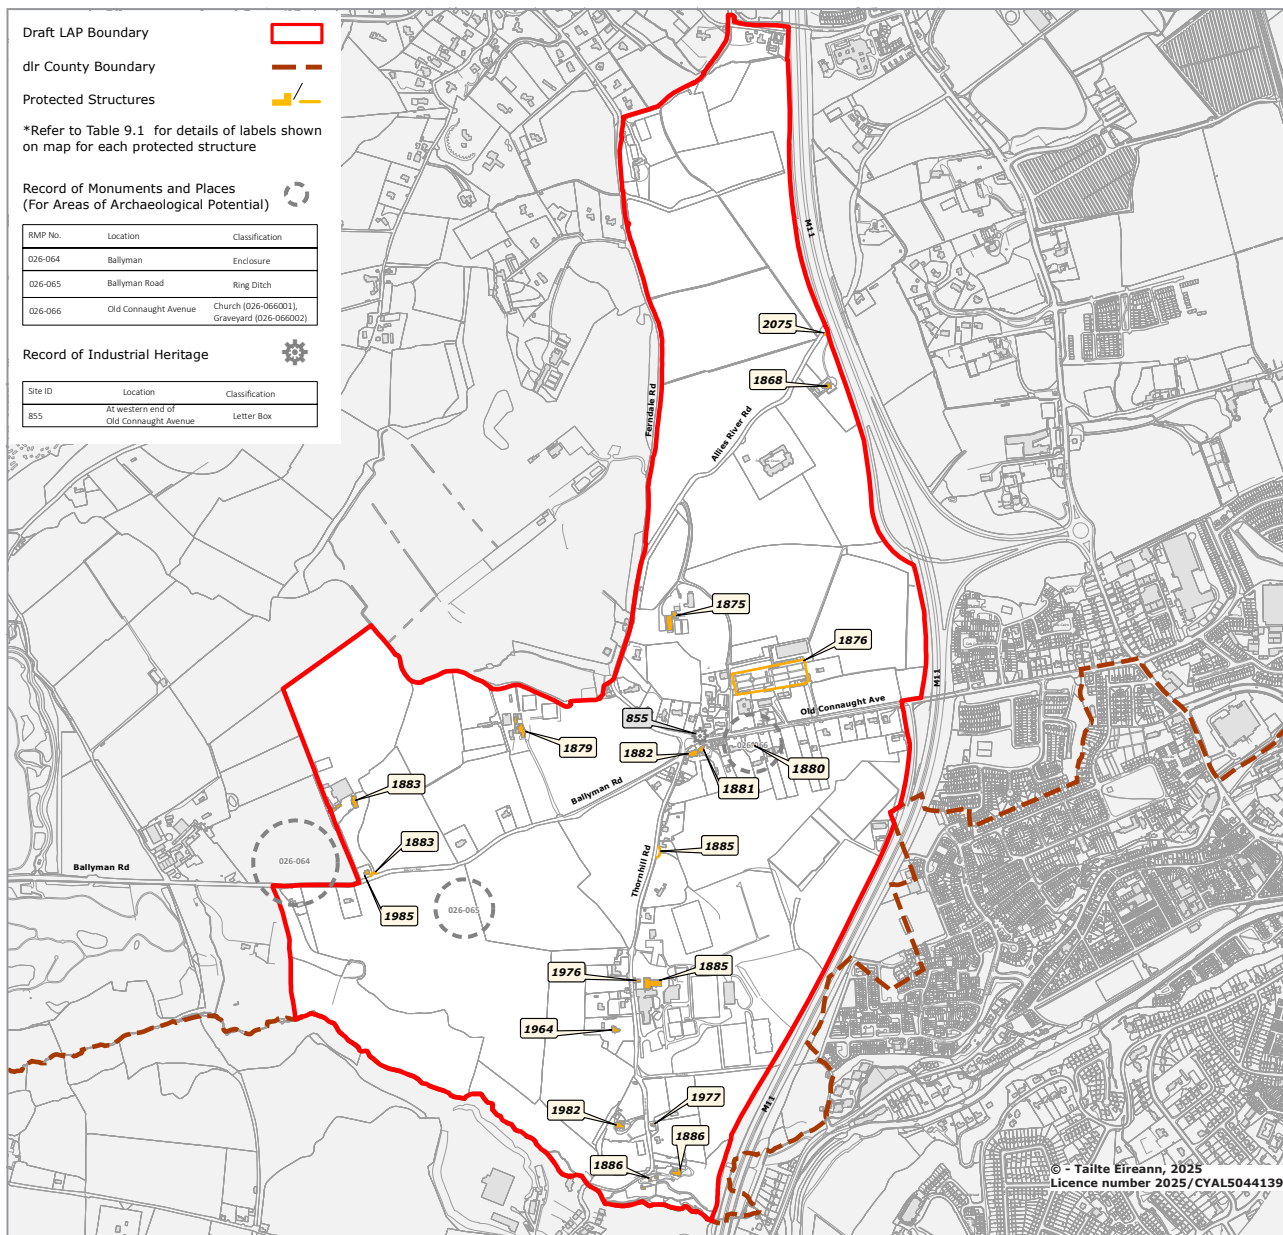 Draft LAP Boundary
dlr County Boundary
Protected Structures
*Refer to Table 9.1 for details of labels shown
on map for each protected structure
Record of Monuments and Places
(For Areas of Archaeological Potential)
RMP No. Location Classification
026-064 Ballyman Enclosure
026-065 Ballyman Road Ring Ditch
026-066 Old Connaught Avenue Church (026-066001),
Graveyard (026-066002)
Record of Industrial Heritage
Site ID Location Classification
855 At western end of
Old Connaught Avenue Letter Box
M11
2075
1868
Ferndale Rd
Allies River Rd
1875
1876
M11
Old Connaught Ave
855
026-066
1879
1882
1881
1880
Ballyman Rd
1883
1883
1885
Thornhill Rd
026-064
Ballyman Rd
1985
026-065
1976
1885
1964
1982
1977
M11
1886
1886
© - Tailte Éireann, 2025
Licence number 2025/CYAL5044139